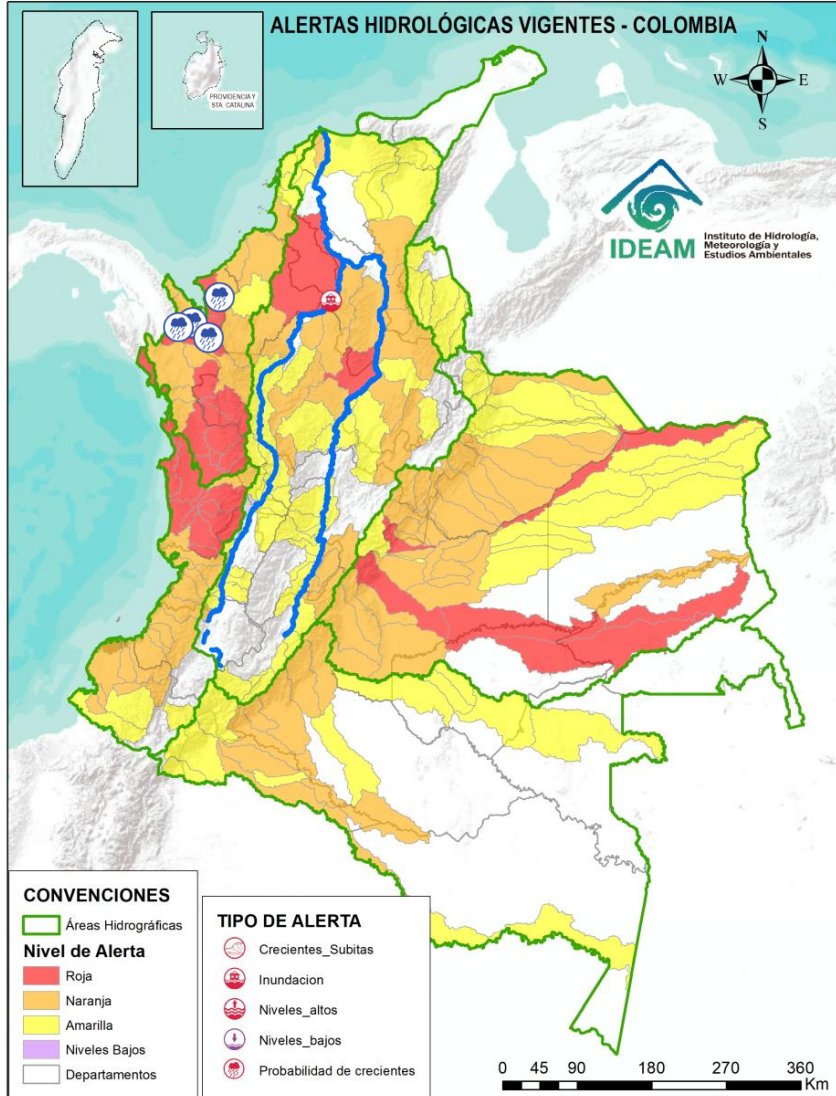 ALERTAS HIDROLÓGICAS VIGENTES - COLOMBIA
PROVIDENCIA Y
STA. CATALINA
N
W
E
S
IDEAM
Instituto de Hidrología,
Meteorología y
Estudios Ambientales
CONVENCIONES
Áreas Hidrográficas
Nivel de Alerta
Roja
Naranja
Amarilla
Niveles Bajos
Departamentos
TIPO DE ALERTA
Crecientes_Subitas
Inundacion
Niveles_altos
Niveles_bajos
Probabilidad de crecientes
0 45 90 180 270 360
Km